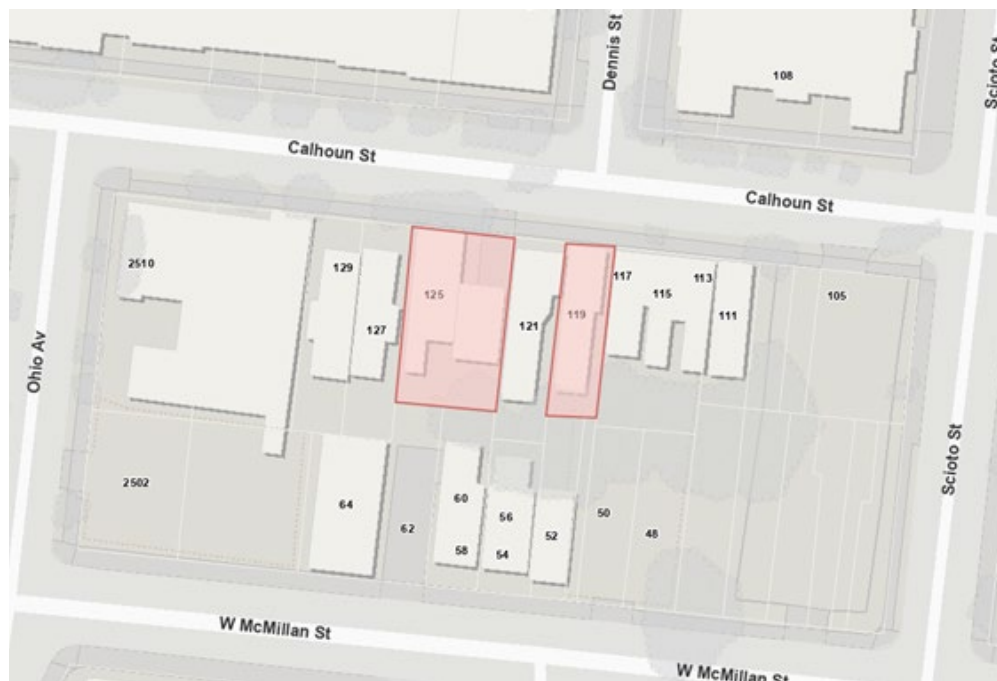 Dennis St
Scioto St
108
Calhoun St
Calhoun St
2510
129
125
127
121
119
117
115
113
111
105
Ohio Av
Scioto St
2502
64
62
60
58
56
54
52
50
48
W McMillan St
W McMillan St